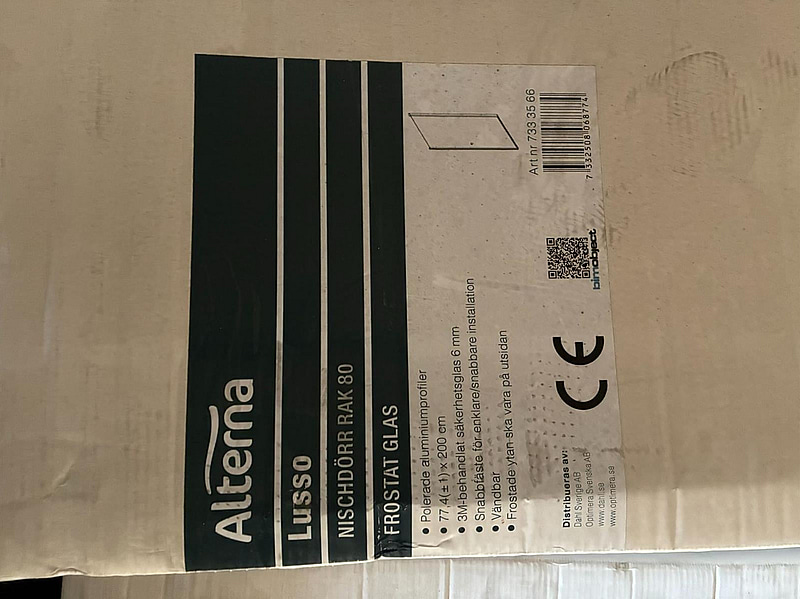 Alterna
Lusso
NISCHDÖRR RAK 80
FROSTAT GLAS
• Polerade aluminiumprofiler
• 77,4(±1) x 200 cm
• 3M-behandlat säkerhetsglas 6 mm
• Snabbfäste för enklare/snabbare installation
• Vändbar
• Frostade ytan ska vara på utsidan
Art.nr 733 35 66
7 332508 068774
bimobject
CE
Distribueras av:
Dahl Sverige AB
Optimera Svenska AB
www.dahl.se
www.optimera.se